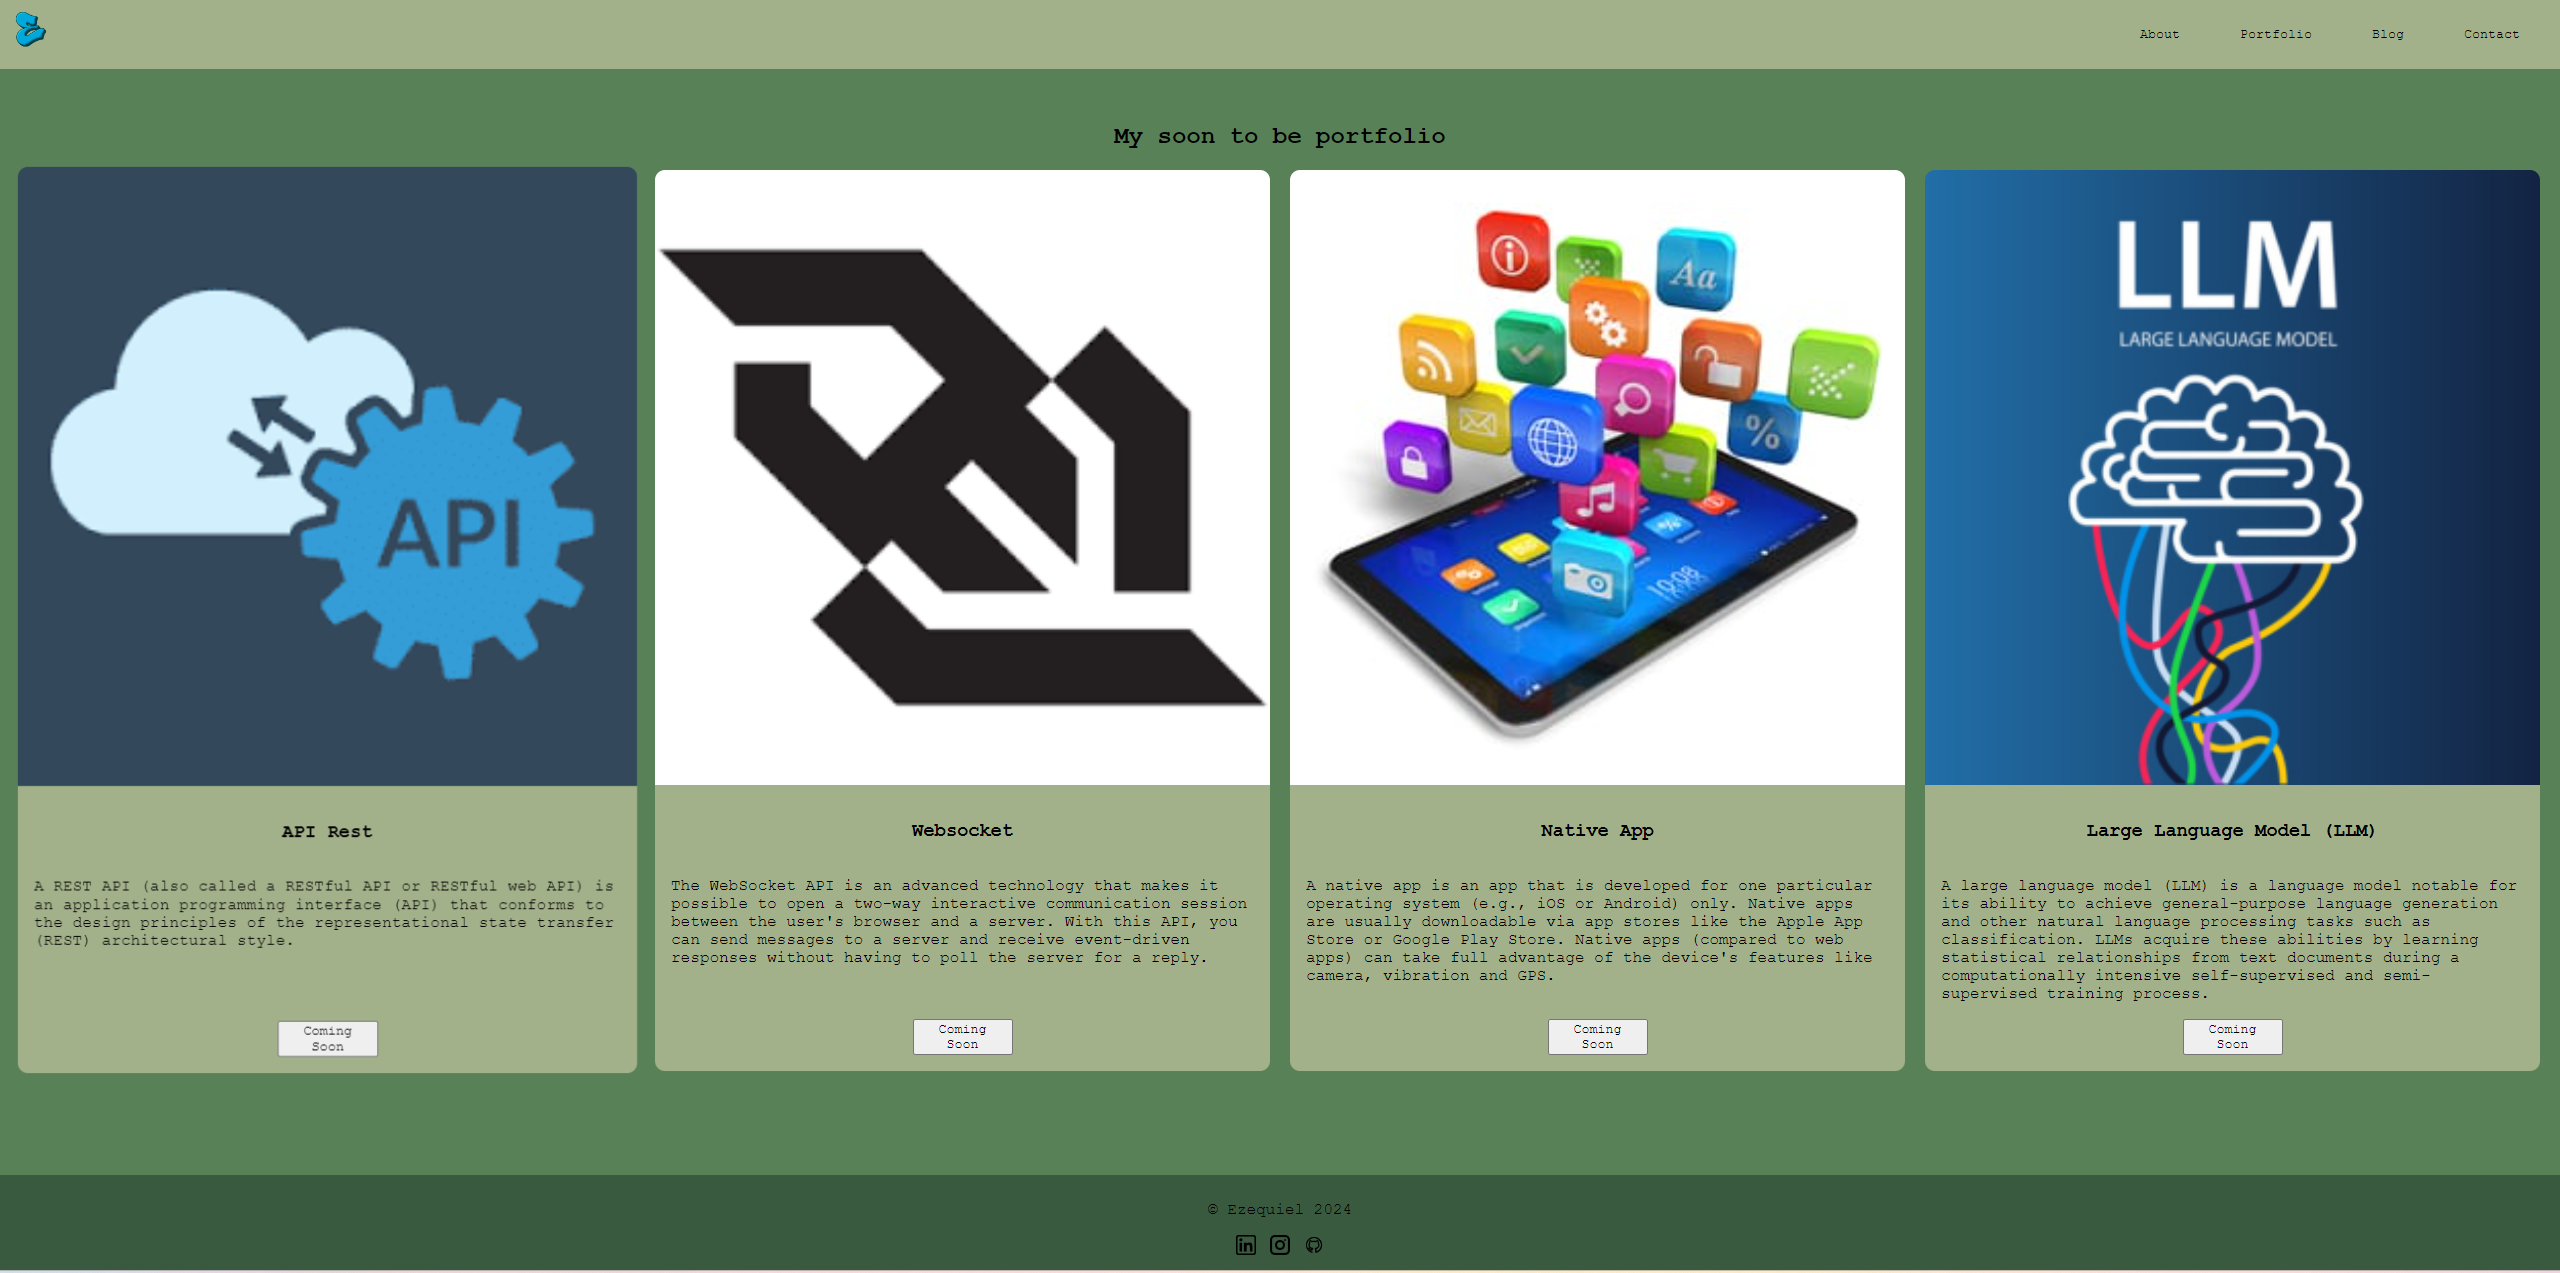 About Portfolio Blog Contact
My soon to be portfolio
API
API Rest
A REST API (also called a RESTful API or RESTful web API) is
an application programming interface (API) that conforms to
the design principles of the representational state transfer
(REST) architectural style.
Coming
Soon
Websocket
The WebSocket API is an advanced technology that makes it
possible to open a two-way interactive communication session
between the user's browser and a server. With this API, you
can send messages to a server and receive event-driven
responses without having to poll the server for a reply.
Coming
Soon
Aa
%
%
10:08
Native App
A native app is an app that is developed for one particular
operating system (e.g., iOS or Android) only. Native apps
are usually downloadable via app stores like the Apple App
Store or Google Play Store. Native apps (compared to web
apps) can take full advantage of the device's features like
camera, vibration and GPS.
Coming
Soon
LLM
LARGE LANGUAGE MODEL
Large Language Model (LLM)
A large language model (LLM) is a language model notable for
its ability to achieve general-purpose language generation
and other natural language processing tasks such as
classification. LLMs acquire these abilities by learning
statistical relationships from text documents during a
computationally intensive self-supervised and semi-
supervised training process.
Coming
Soon
© Ezequiel 2024